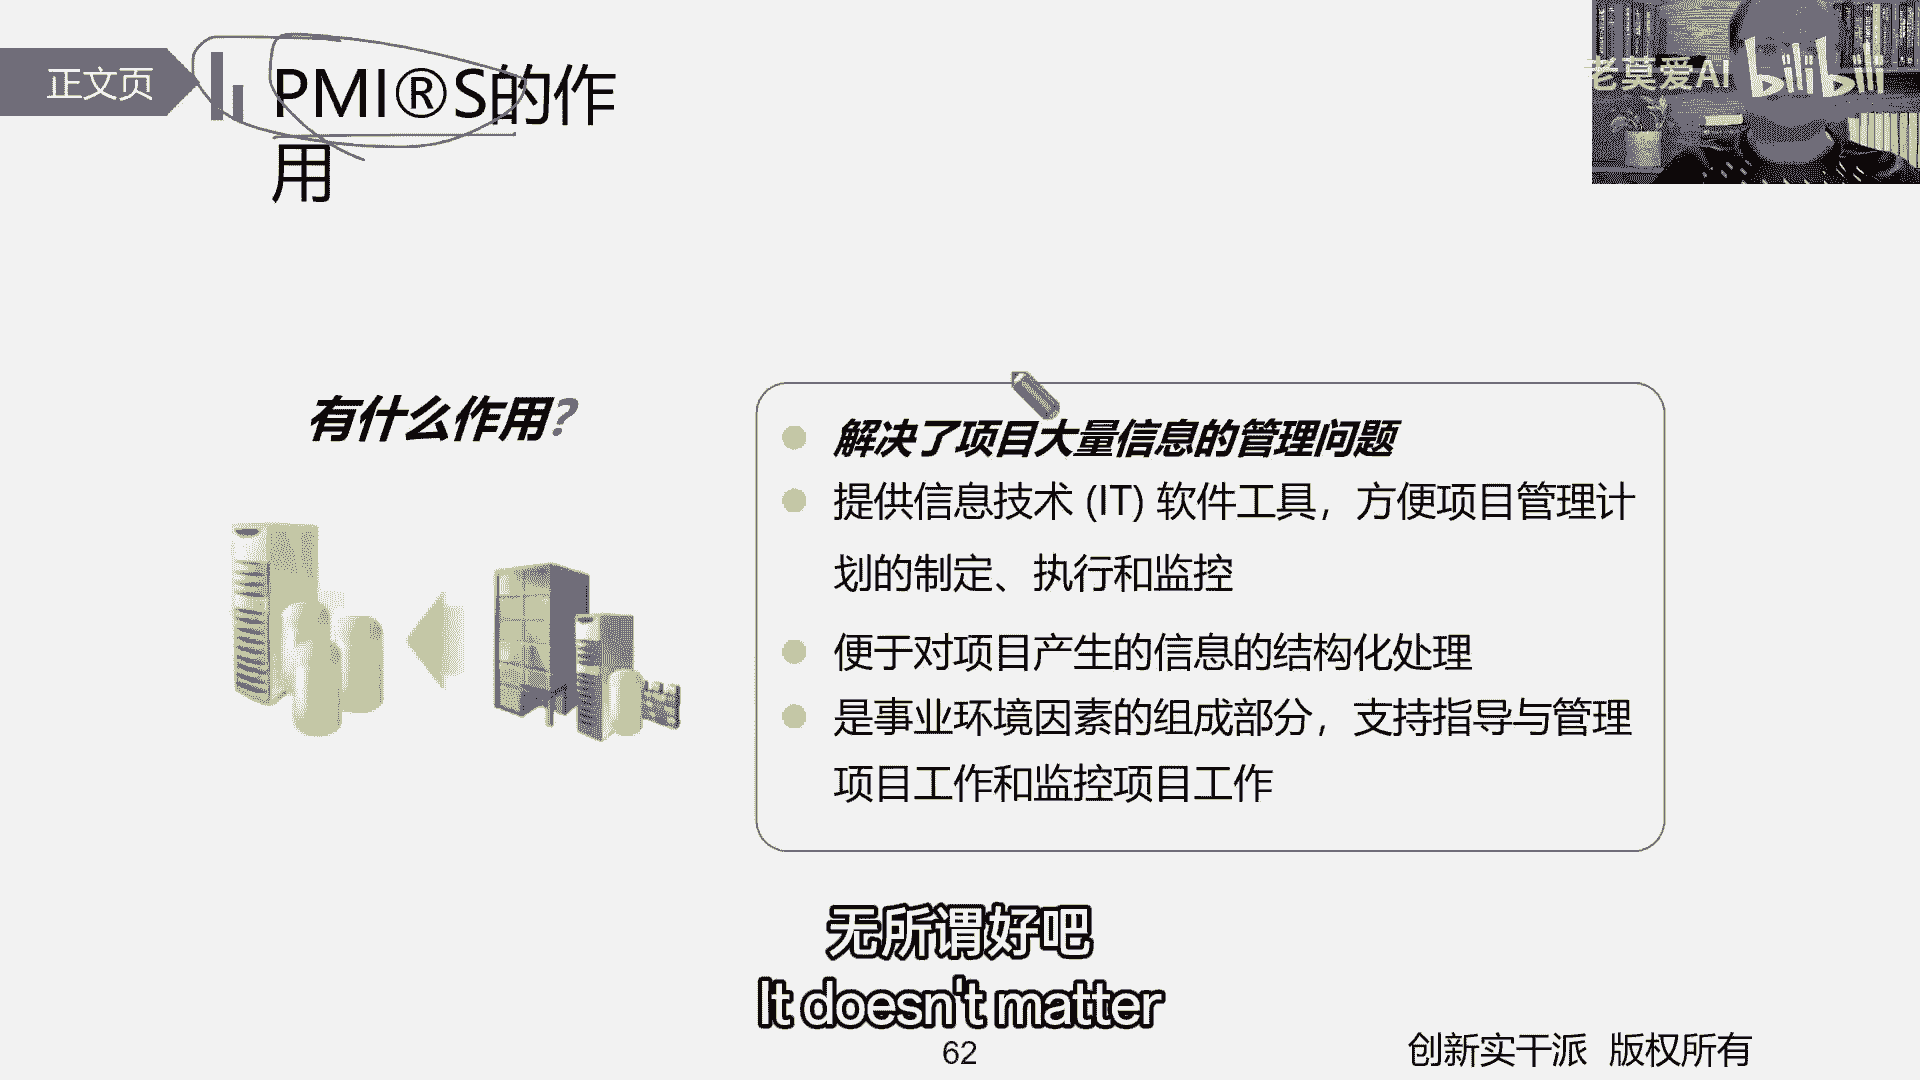 正文页
PMI®S的作
用
老莫爱AI bilibili
有什么作用?
解决了项目大量信息的管理问题
提供信息技术 (IT) 软件工具，方便项目管理计
划的制定、执行和监控
便于对项目产生的信息的结构化处理
是事业环境因素的组成部分，支持指导与管理
项目工作和监控项目工作
无所谓好吧
It doesn't matter
62
创新实干派 版权所有